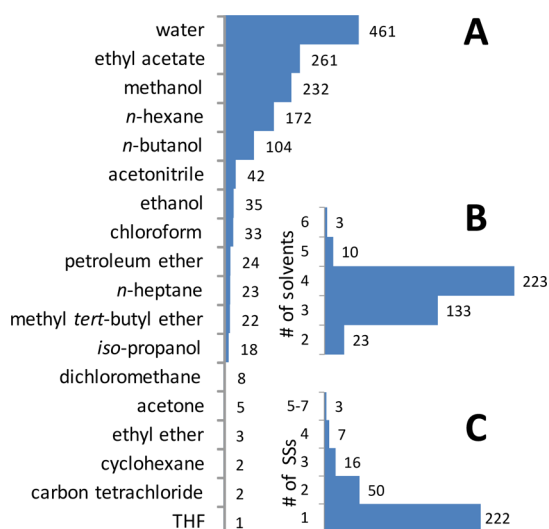 A
water 461
ethyl acetate 261
methanol 232
n-hexane 172
n-butanol 104
acetonitrile 42
ethanol 35
chloroform 33
petroleum ether 24
n-heptane 23
methyl tert-butyl ether 22
iso-propanol 18
dichloromethane 8
acetone 5
ethyl ether 3
cyclohexane 2
carbon tetrachloride 2
THF 1
B
# of solvents
6 3
5 10
4 223
3 133
2 23
C
# of SSs
5-7 3
4 7
3 16
2 50
1 222